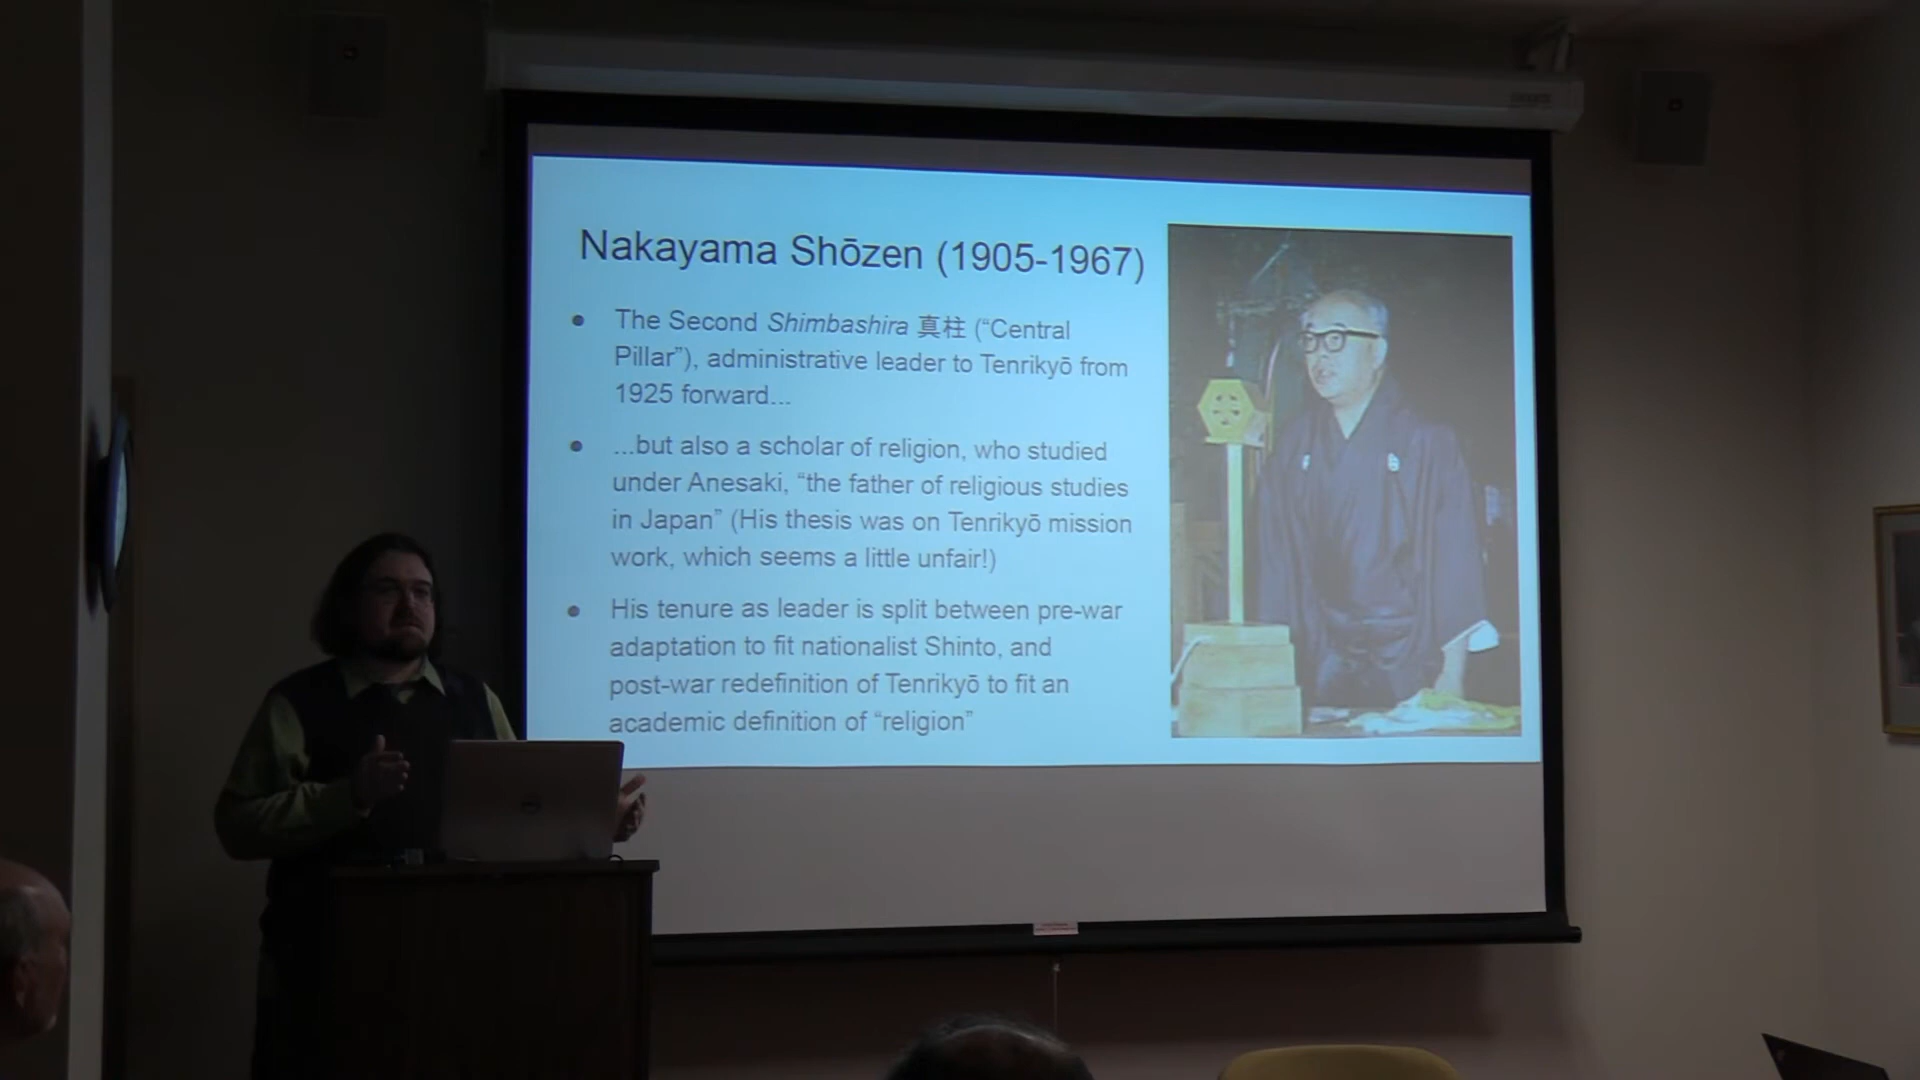 Nakayama Shōzen (1905-1967)
● The Second Shimbashira 真柱 (“Central
Pillar”), administrative leader to Tenrikyō from
1925 forward...
● ...but also a scholar of religion, who studied
under Anesaki, “the father of religious studies
in Japan” (His thesis was on Tenrikyō mission
work, which seems a little unfair!)
● His tenure as leader is split between pre-war
adaptation to fit nationalist Shinto, and
post-war redefinition of Tenrikyō to fit an
academic definition of “religion”